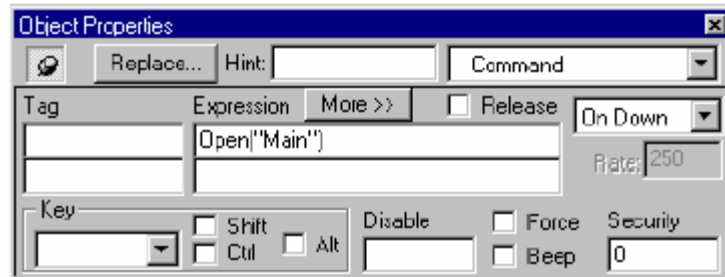 Object Properties
Replace... Hint: Command
Tag Expression More >> Release On Down
Open("Main")
Rate: 250
Key Shift Disable Force Security
Ctrl Alt Beep 0